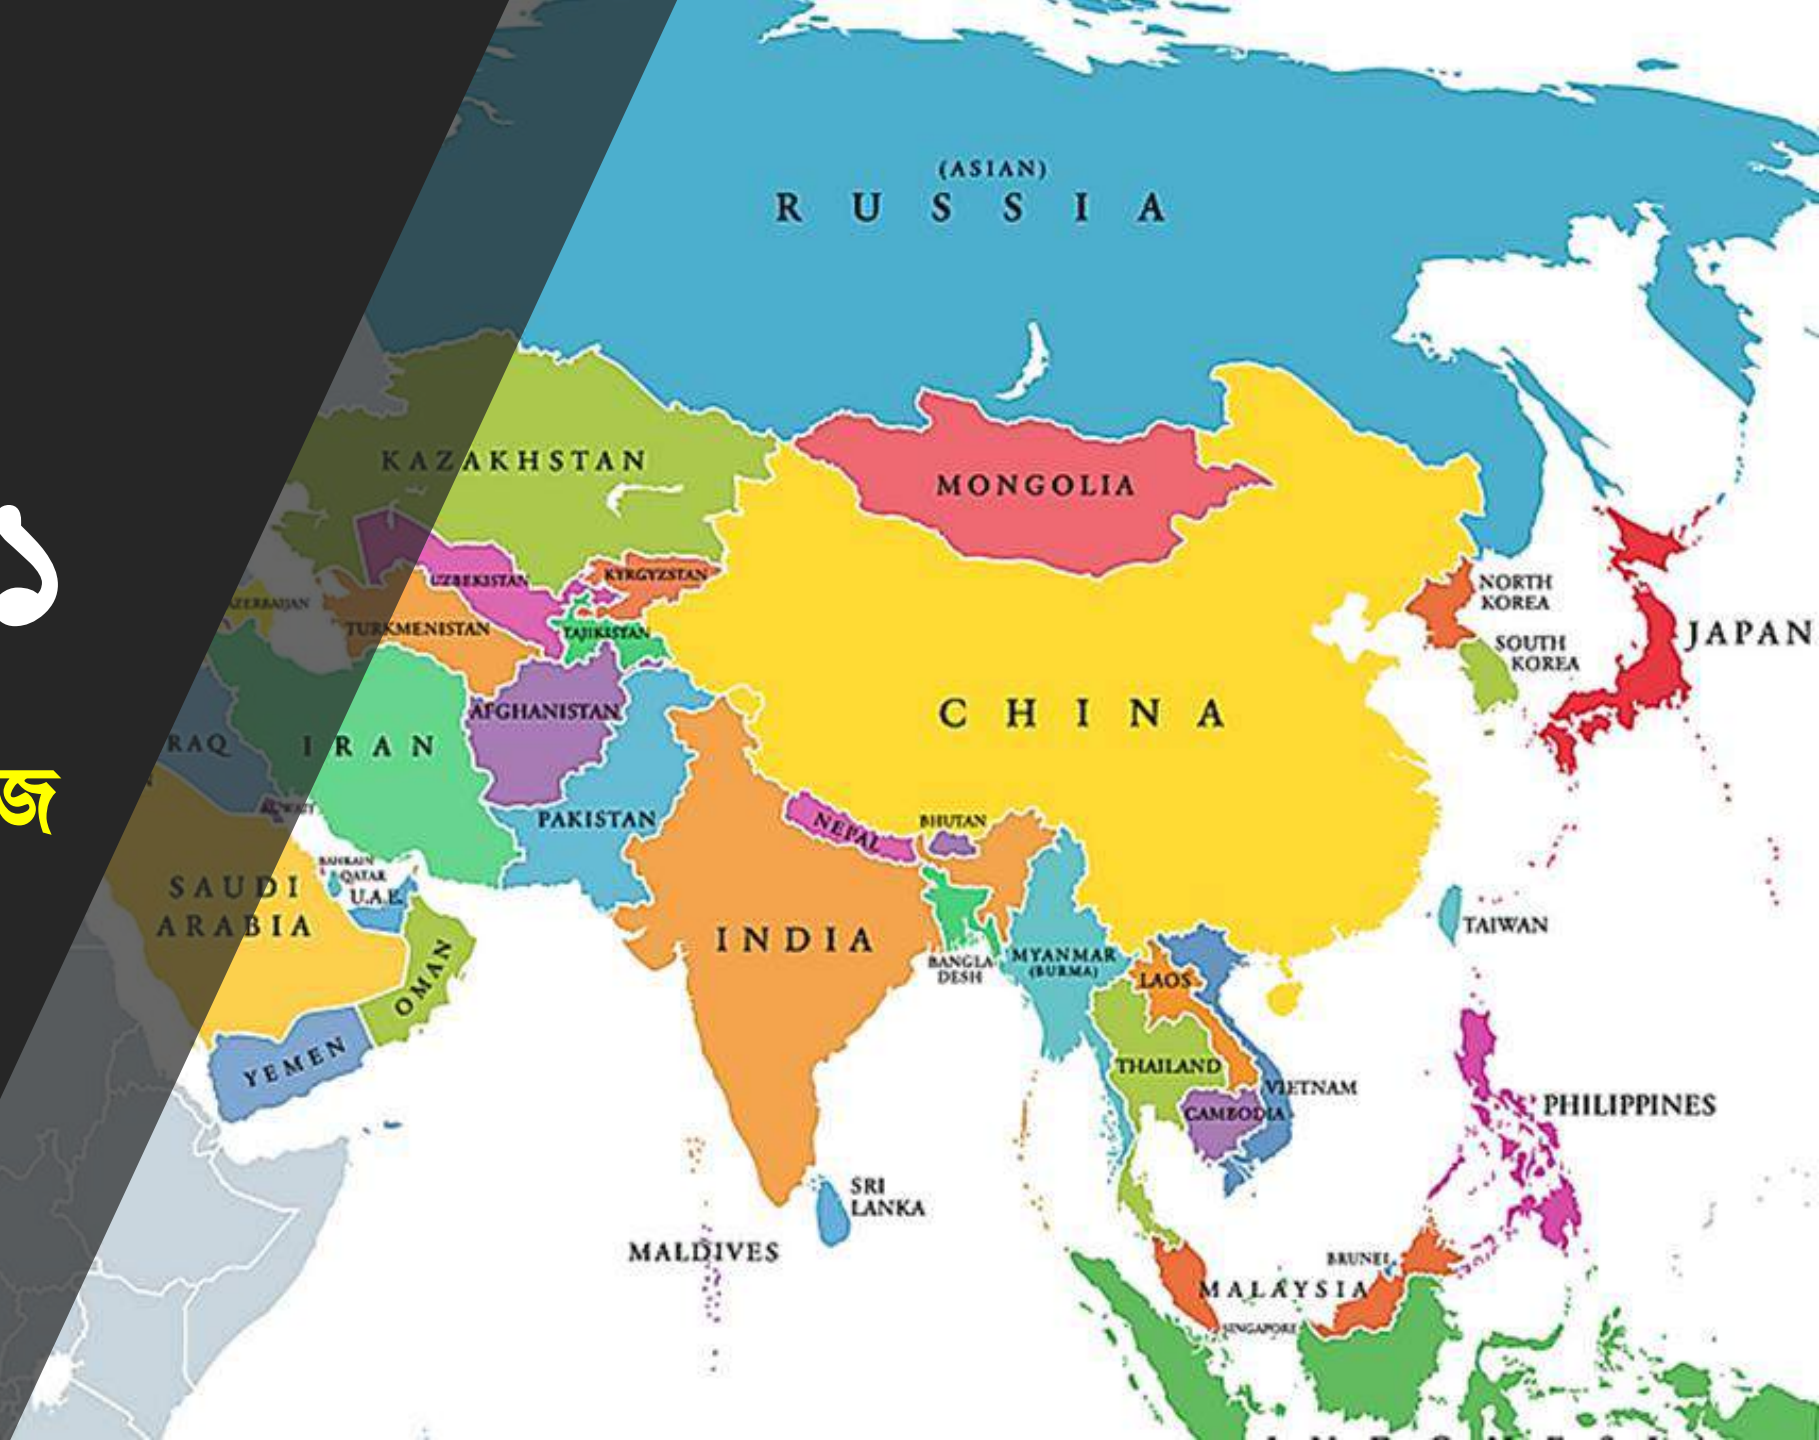 (ASIAN)
RUSSIA
KAZAKHSTAN
MONGOLIA
UZBEKISTAN
KYRGYZSTAN
NORTH
KOREA
AZERBAIJAN
TURKMENISTAN
TAJIKISTAN
JAPAN
SOUTH
KOREA
১
AFGHANISTAN
CHINA
RAQ
IRAN
জ
KUWAIT
PAKISTAN
NEPAL
BHUTAN
BAHRAIN
QATAR
U.A.E.
SAUDI
ARABIA
INDIA
TAIWAN
BANGLA
DESH
MYANMAR
(BURMA)
LAOS
OMAN
YEMEN
THAILAND
VIETNAM
CAMBODIA
PHILIPPINES
SRI
LANKA
MALDIVES
BRUNEI
MALAYSIA
SINGAPORE